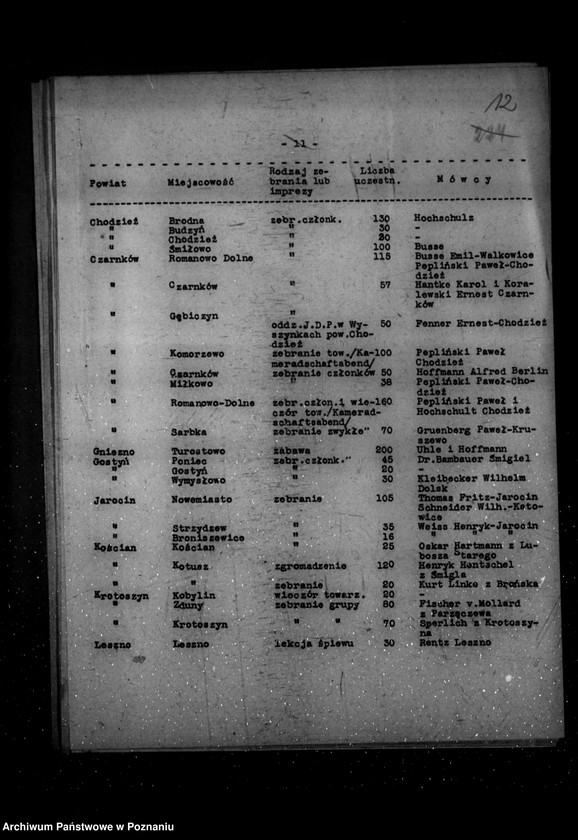 12
- 11 -
Powiat Miejscowość Rodzaj ze-brania lub imprezy Liczba uczestn. Mówcy
Chodzież Brodna zebr.członk. 130 Hochschulz
" Budzyń " 30 -
" Chodzież " 20 -
" Śmiłowo " 100 Busse
Czarnków Romanowo Dolne " 115 Busse Emil-Walkowice
Pepliński Paweł-Cho-
dzież
" Czarnków " 57 Hantke Karol i Kora-
lewski Ernest Czarn-
ków
" Gębiczyn "
oddz.J.D.P.w Wy- 50 Fenner Ernest-Chodzież
szynkach pow.Cho-
dzież
" Komorzewo zebranie tow./Ka-100 Pepliński Paweł
meradschaftabend/ Chodzież
" Czarnków zebranie członków 50 Hoffmann Alfred Berlin
" Miłkowo " 38 Pepliński Paweł-Cho-
dzież
" Romanowo-Dolne zebr.człon.i wie-160 Pepliński Paweł i
czór tow./Kamerad- Hochschult Chodzież
schaftsabend/
" Sarbka zebranie zwykłe" 70 Gruenberg Paweł-Kru-
szewo
Gniezno Turostowo zabawa 200 Uhle i Hoffmann
Gostyń Poniec zebr.członk." 45 Dr.Bambauer Śmigiel
" Gostyń " 20 -
" Wymysłowo " 30 Kleibecker Wilhelm
Dolsk
Jarocin Nowemiasto zebranie 105 Thomas Fritz-Jarocin
Schneider Wilh.-Kato-
wice
" Strzydzew " 35 Weiss Henryk-Jarocin
" Broniszewice " 16 " " "
Kościan Kościan " 25 Oskar Hartmann z Lu-
bosza Starego
" Kotusz zgromadzenie 120 Henryk Hentschel
z Śmigla
" " zebranie 20 Kurt Linke z Brońska
Krotoszyn Kobylin wieczór towarz. 20 -
" Zduny zebranie grupy 80 Fischer v.Mollard
z Parzęczewa
" Krotoszyn " " 70 Sperlich z Krotoszy-
na
Leszno Leszno lekcja śpiewu 30 Rentz Leszno
Archiwum Państwowe w Poznaniu